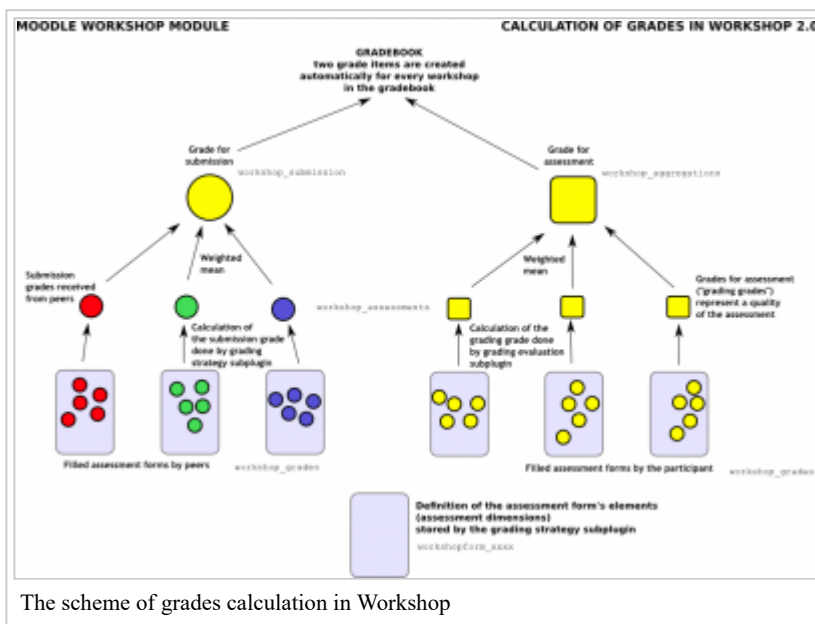 MOODLE WORKSHOP MODULE
CALCULATION OF GRADES IN WORKSHOP 2.0
GRADEBOOK
two grade items are created
automatically for every workshop
in the gradebook
Grade for
submission
workshop_submission
Grade for
assessment
workshop_aggregations
Submission
grades received
from peers
Weighted
mean
Weighted
mean
Grades for assessment
("grading grades")
represent a quality
of the assessment
workshop_assessments
Calculation of
the submission grade
done by grading
strategy subplugin
Calculation of the
grading grade done
by grading evaluation
subplugin
Filled assessment forms by peers
workshop_grades
Filled assessment forms by the participant
workshop_grades
Definition of the assessment form's elements
(assessment dimensions)
stored by the grading strategy subplugin
workshopform_xxxx
The scheme of grades calculation in Workshop